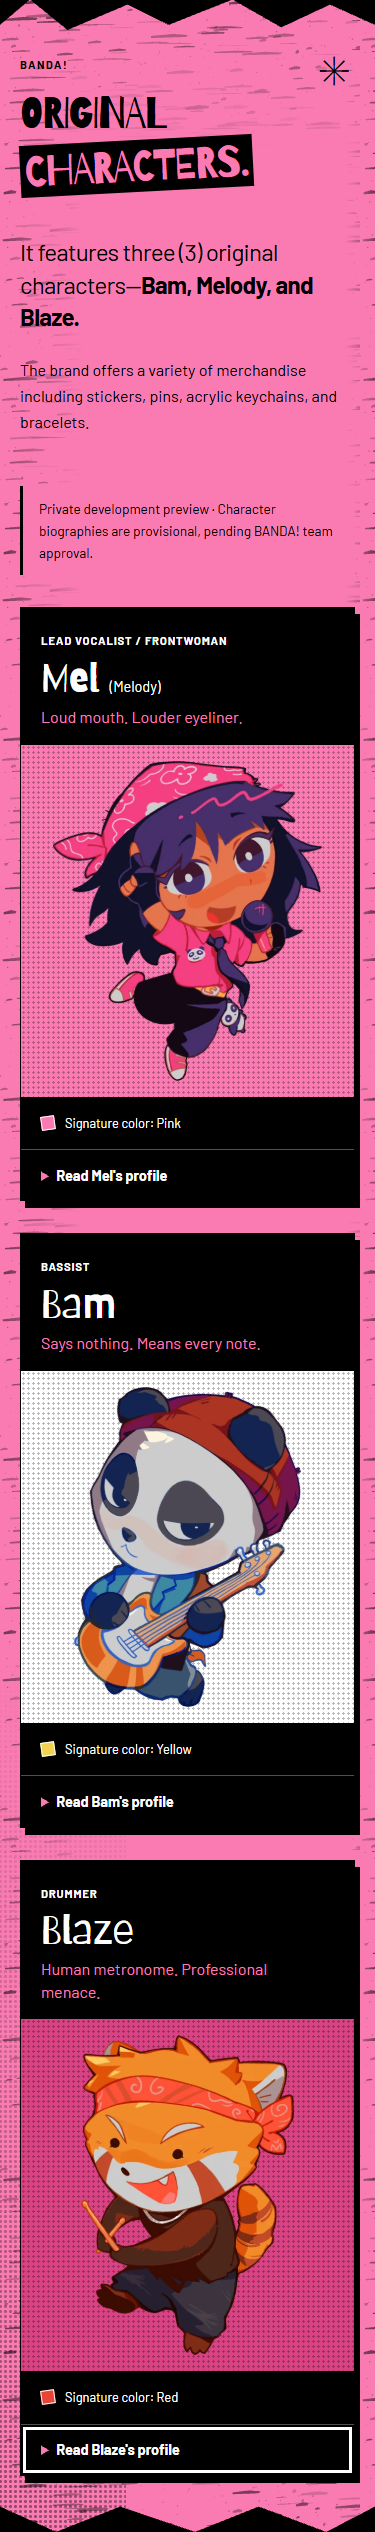 BANDA!
ORIGINAL
CHARACTERS.
It features three (3) original
characters—Bam, Melody, and
Blaze.
The brand offers a variety of merchandise
including stickers, pins, acrylic keychains, and
bracelets.
Private development preview · Character
biographies are provisional, pending BANDA! team
approval.
LEAD VOCALIST / FRONTWOMAN
Mel (Melody)
Loud mouth. Louder eyeliner.
Signature color: Pink
Read Mel's profile
BASSIST
Bam
Says nothing. Means every note.
Signature color: Yellow
Read Bam's profile
DRUMMER
Blaze
Human metronome. Professional
menace.
Signature color: Red
Read Blaze's profile